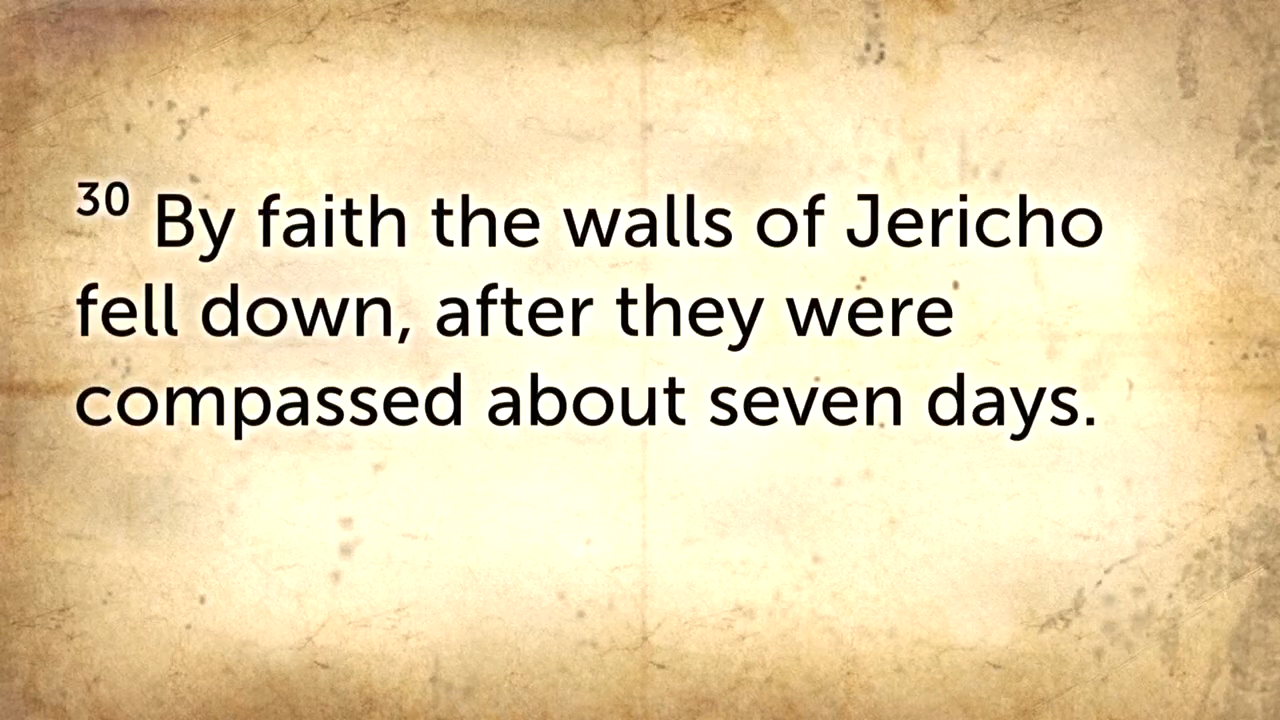 30 By faith the walls of Jericho
fell down, after they were
compassed about seven days.